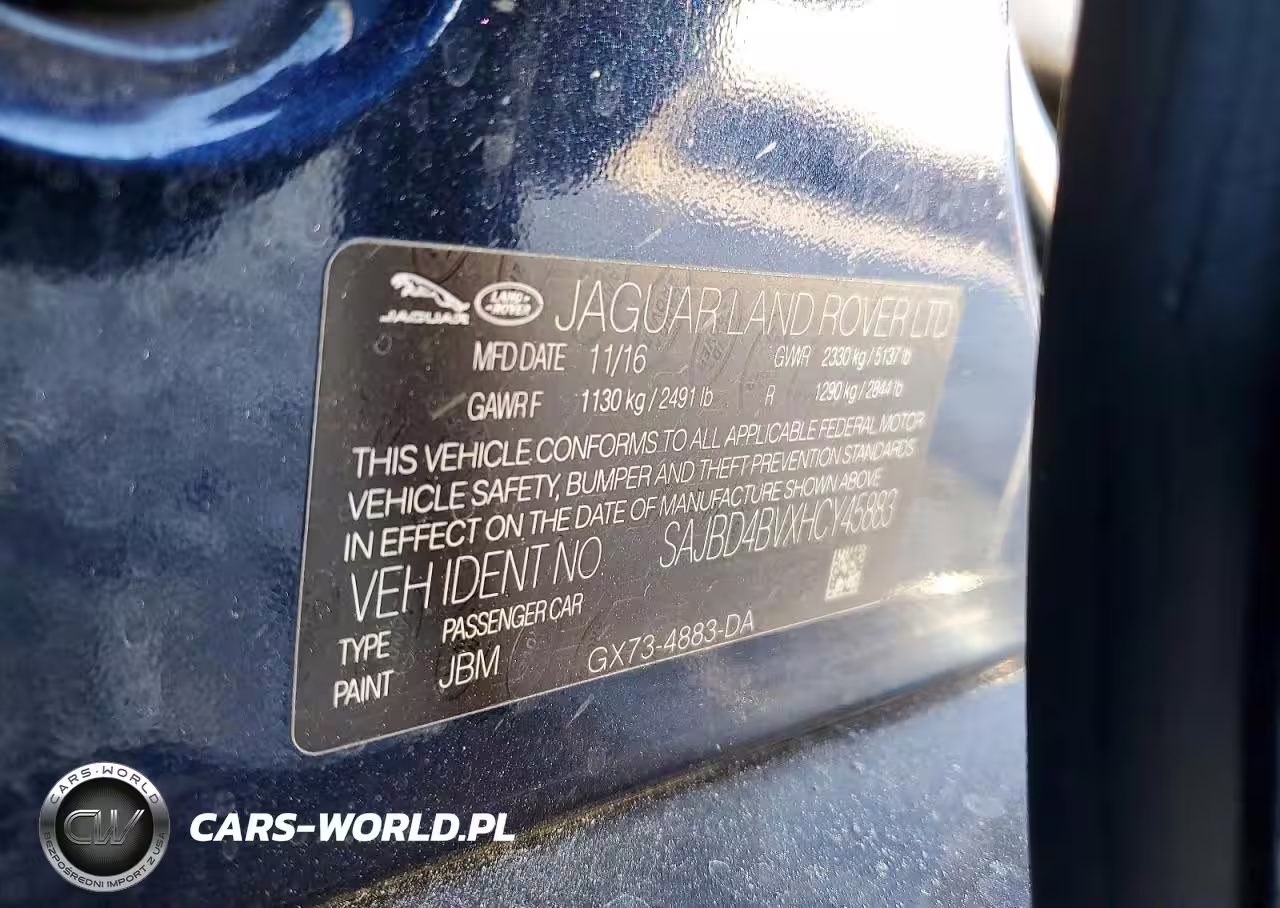 JAGUAR LAND ROVER JAGUAR LAND ROVER LTD
MFD DATE 11/16 GVWR 2330 kg / 5137 lb
GAWR F 1130 kg / 2491 lb R 1290 kg / 2844 lb
THIS VEHICLE CONFORMS TO ALL APPLICABLE FEDERAL MOTOR
VEHICLE SAFETY, BUMPER AND THEFT PREVENTION STANDARDS
IN EFFECT ON THE DATE OF MANUFACTURE SHOWN ABOVE
VEH IDENT NO SAJBD4BVXHCY45883
TYPE PASSENGER CAR
PAINT JBM GX73-4883-DA
CARS-WORLD
CW
BEZPOŚREDNI IMPORT Z USA
CARS-WORLD.PL